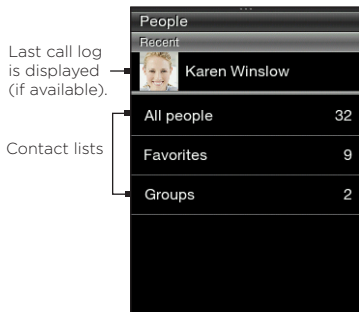 People
Recent
Last call log
is displayed
(if available).
Karen Winslow
All people 32
Contact lists
Favorites 9
Groups 2